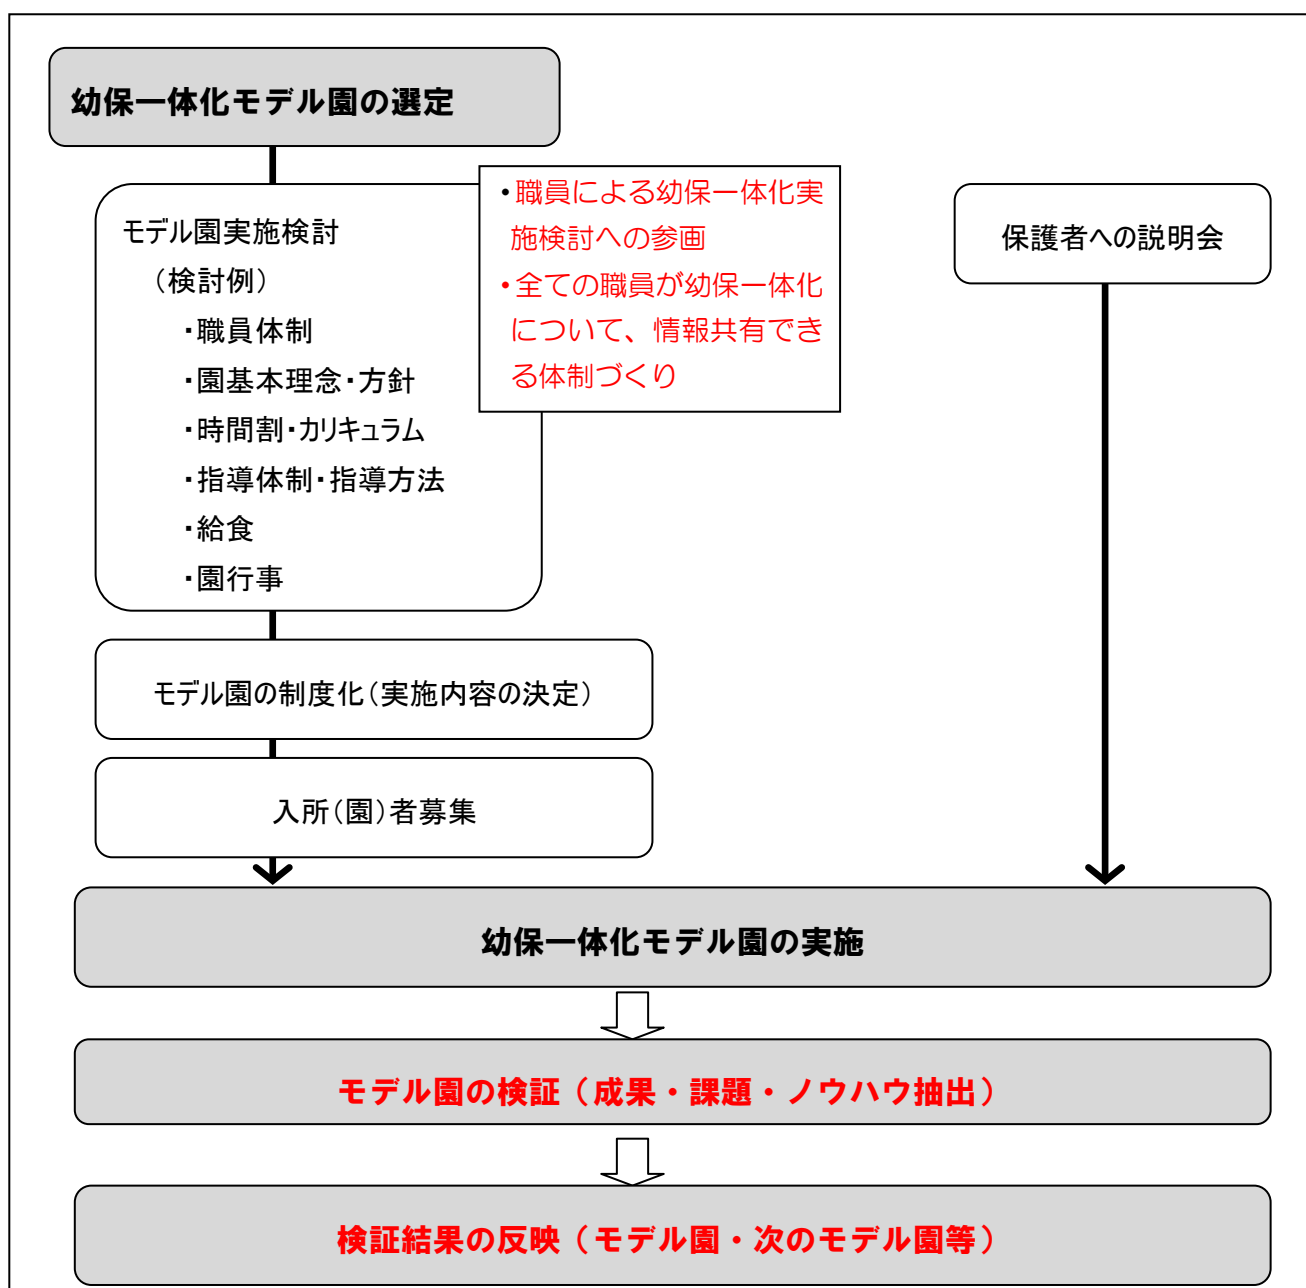 幼保一体化モデル園の選定
モデル園実施検討
（検討例）
・職員体制
・園基本理念・方針
・時間割・カリキュラム
・指導体制・指導方法
・給食
・園行事
・職員による幼保一体化実
施検討への参画
・全ての職員が幼保一体化
について、情報共有でき
る体制づくり
保護者への説明会
モデル園の制度化（実施内容の決定）
入所（園）者募集
幼保一体化モデル園の実施
モデル園の検証（成果・課題・ノウハウ抽出）
検証結果の反映（モデル園・次のモデル園等）